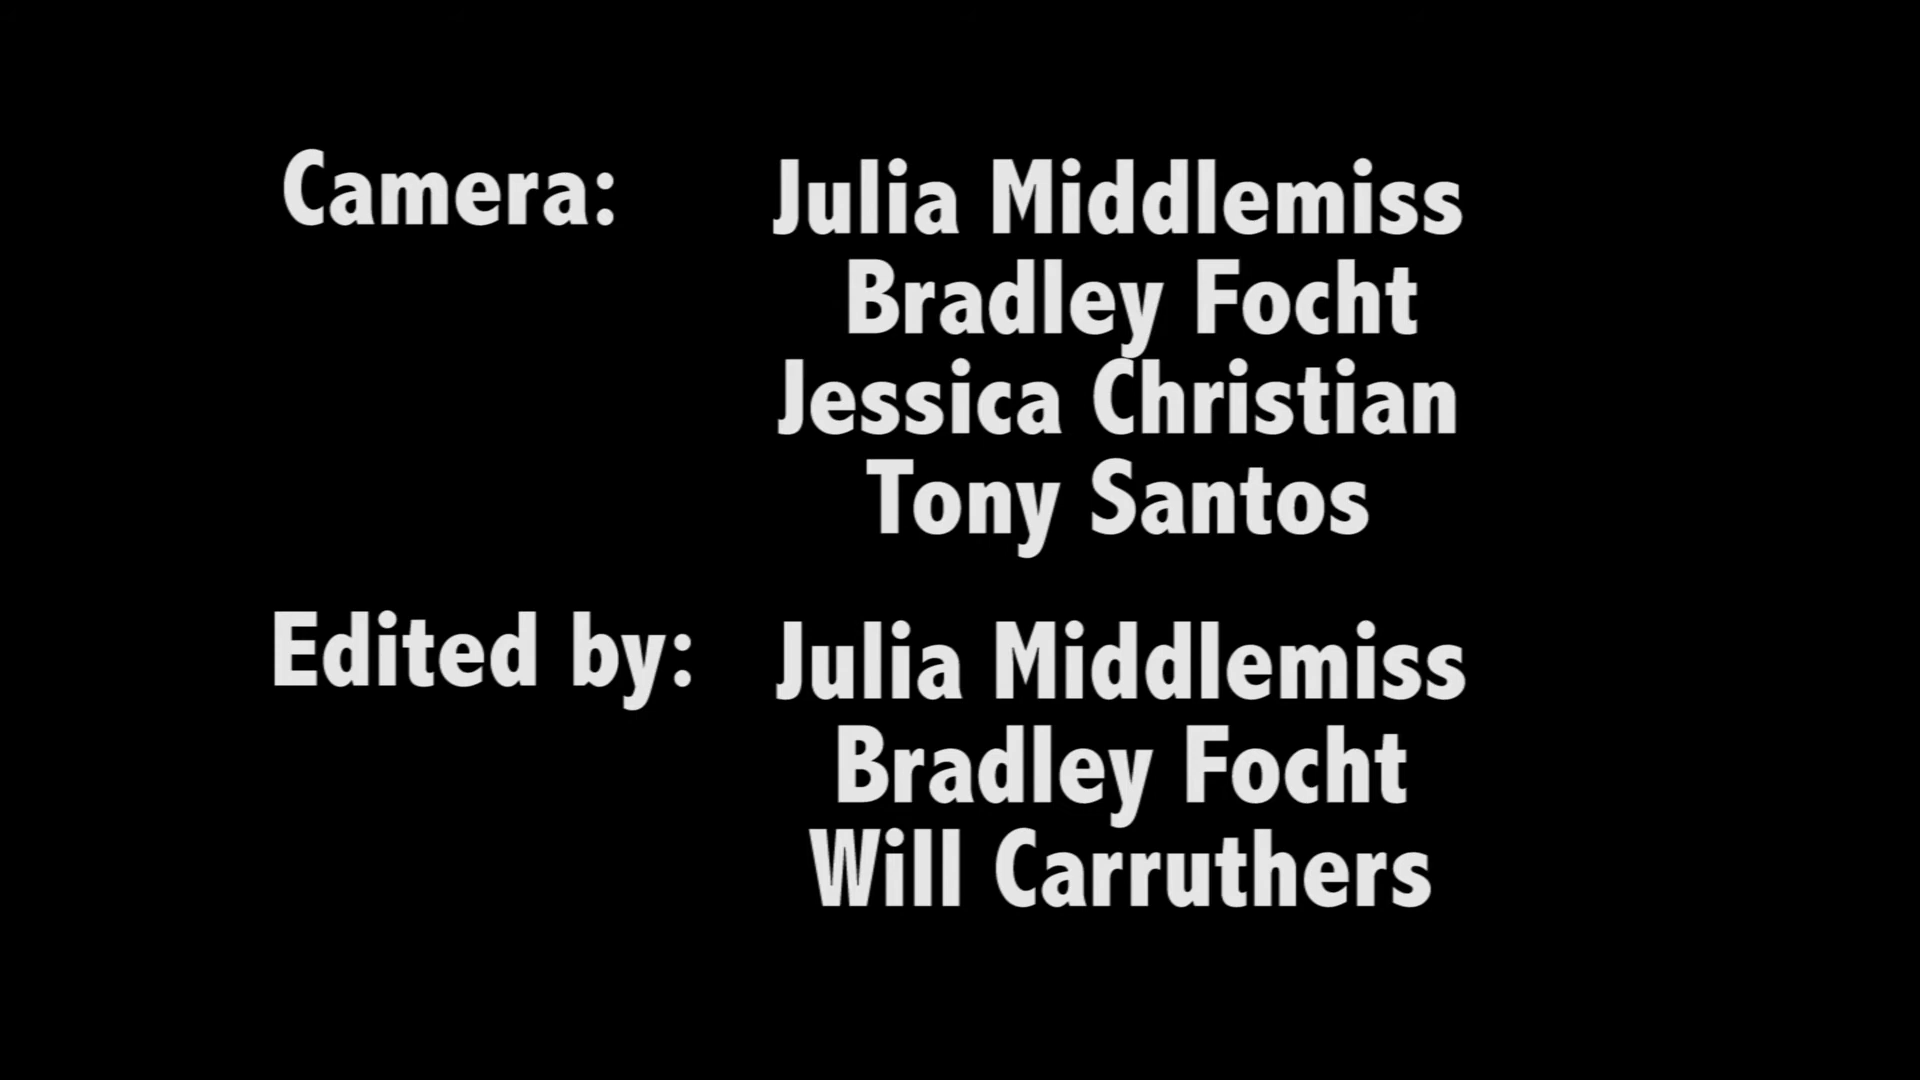 Camera: Julia Middlemiss
Bradley Focht
Jessica Christian
Tony Santos
Edited by: Julia Middlemiss
Bradley Focht
Will Carruthers